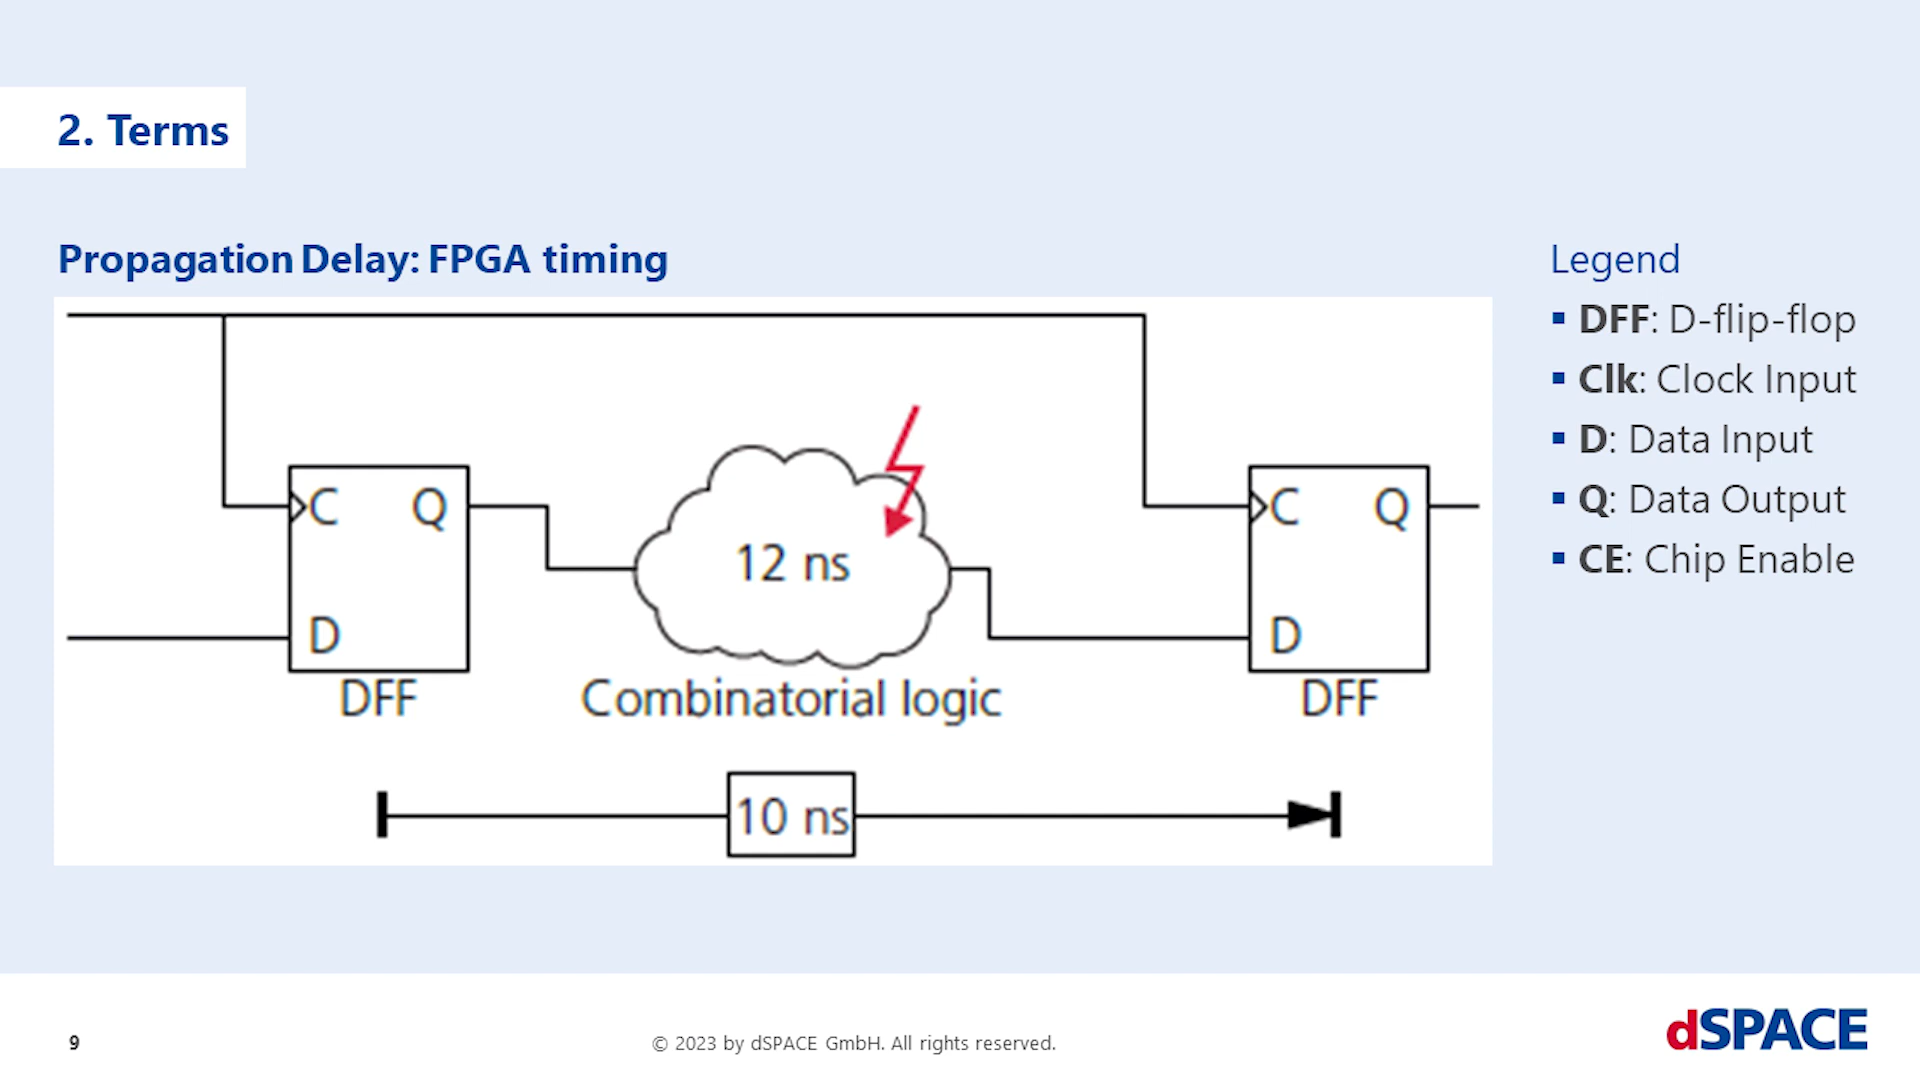 2. Terms
Propagation Delay: FPGA timing
C Q
D
DFF
12 ns
Combinatorial logic
C Q
D
DFF
10 ns
Legend
▪ DFF: D-flip-flop
▪ Clk: Clock Input
▪ D: Data Input
▪ Q: Data Output
▪ CE: Chip Enable
9
© 2023 by dSPACE GmbH. All rights reserved.
dSPACE